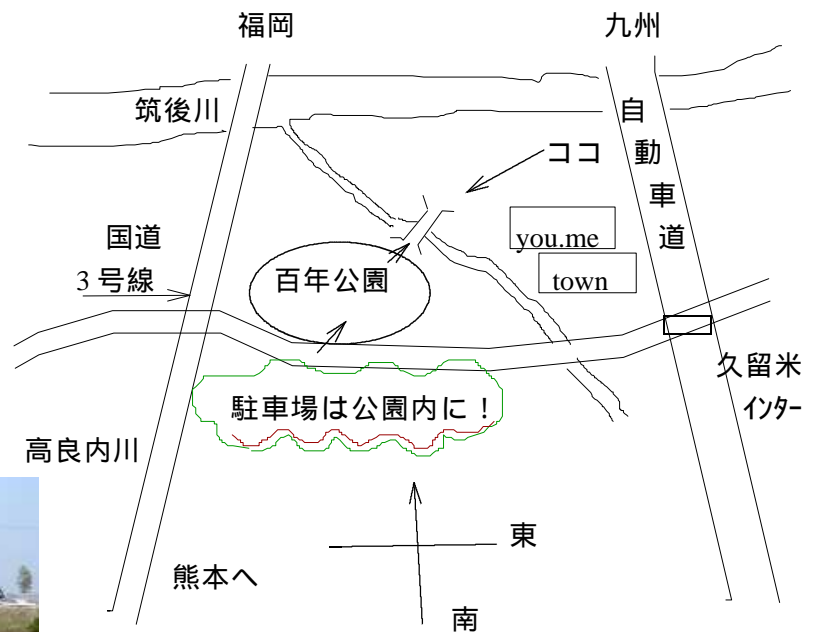 福岡
九州
筑後川
自動車道
ココ
国道
3号線
you.me
town
百年公園
久留米
インター
駐車場は公園内に!
高良内川
東
熊本へ
南